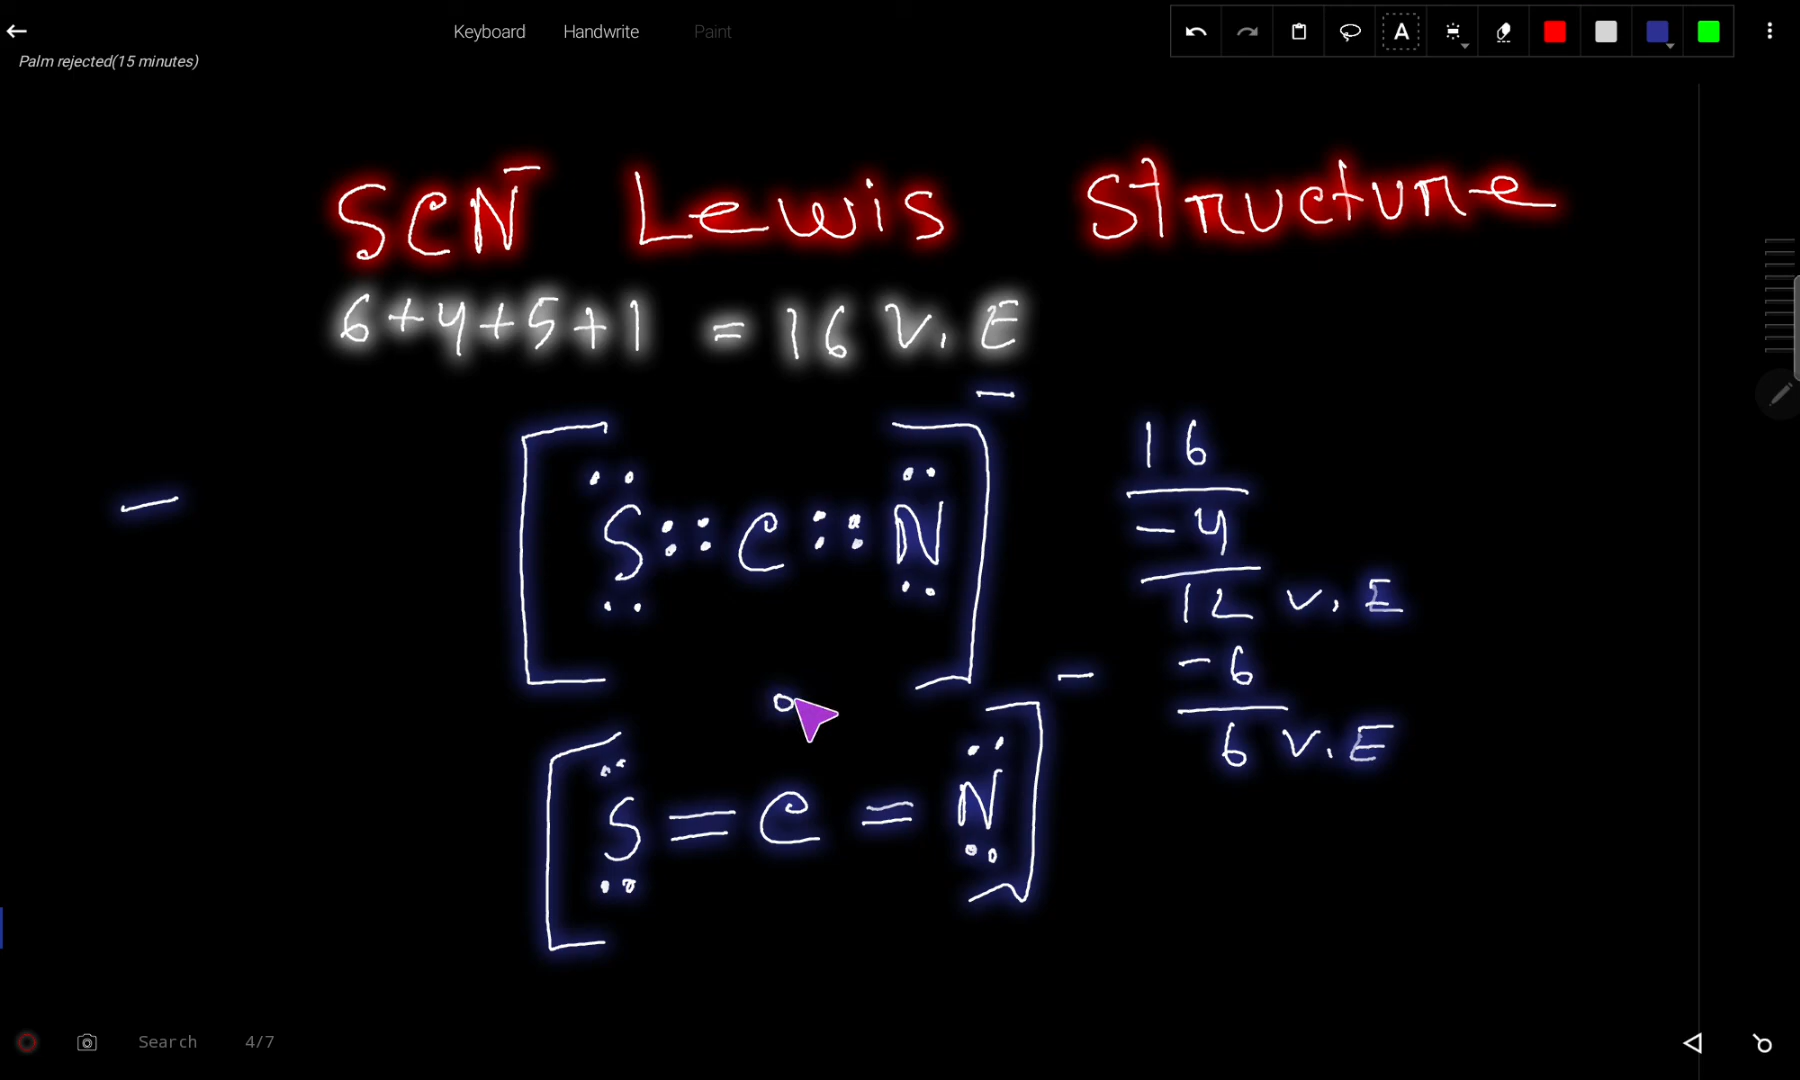 Keyboard Handwrite Paint
A
Palm rejected(15 minutes)
SCN⁻ Lewis Structure
6+4+5+1 = 16 V. E
[S::C::N]⁻
16
-4
12 V. E
-6
6 V. E
[S=C=N]⁻
Search 4/7